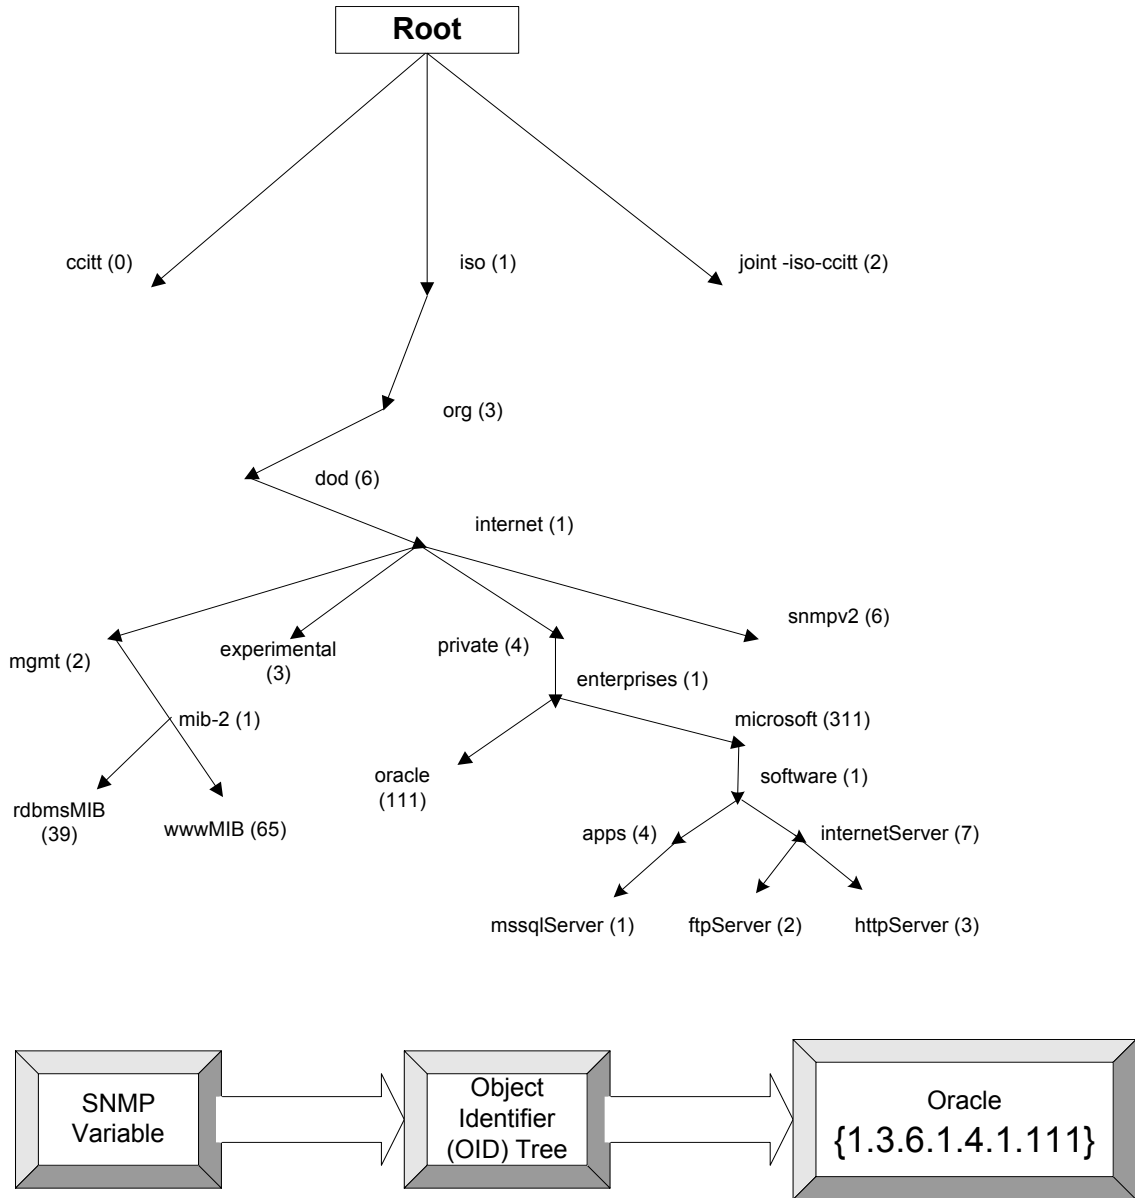 Root
ccitt (0)
iso (1)
joint -iso-ccitt (2)
org (3)
dod (6)
internet (1)
snmpv2 (6)
mgmt (2)
experimental
(3)
private (4)
enterprises (1)
mib-2 (1)
microsoft (311)
oracle
(111)
software (1)
rdbmsMIB
(39)
wwwMIB (65)
apps (4)
internetServer (7)
mssqlServer (1)
ftpServer (2)
httpServer (3)
SNMP
Variable
Object
Identifier
(OID) Tree
Oracle
{1.3.6.1.4.1.111}